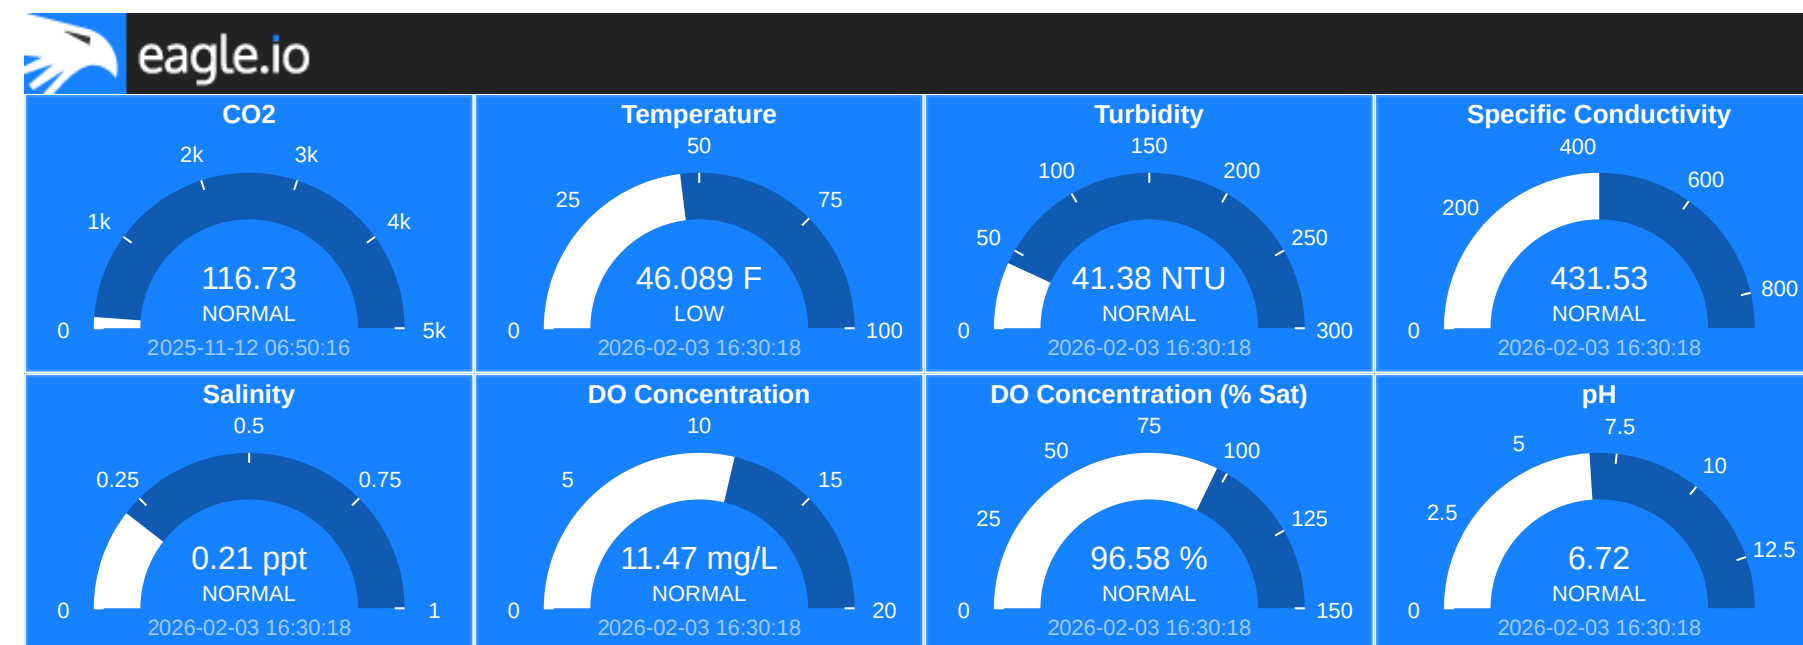 eagle.io
CO2
0
1k
2k
3k
4k
5k
116.73
NORMAL
2025-11-12 06:50:16
Temperature
0
25
50
75
100
46.089 F
LOW
2026-02-03 16:30:18
Turbidity
0
50
100
150
200
250
300
41.38 NTU
NORMAL
2026-02-03 16:30:18
Specific Conductivity
0
200
400
600
800
431.53
NORMAL
2026-02-03 16:30:18
Salinity
0
0.25
0.5
0.75
1
0.21 ppt
NORMAL
2026-02-03 16:30:18
DO Concentration
0
5
10
15
20
11.47 mg/L
NORMAL
2026-02-03 16:30:18
DO Concentration (% Sat)
0
25
50
75
100
125
150
96.58 %
NORMAL
2026-02-03 16:30:18
pH
0
2.5
5
7.5
10
12.5
6.72
NORMAL
2026-02-03 16:30:18